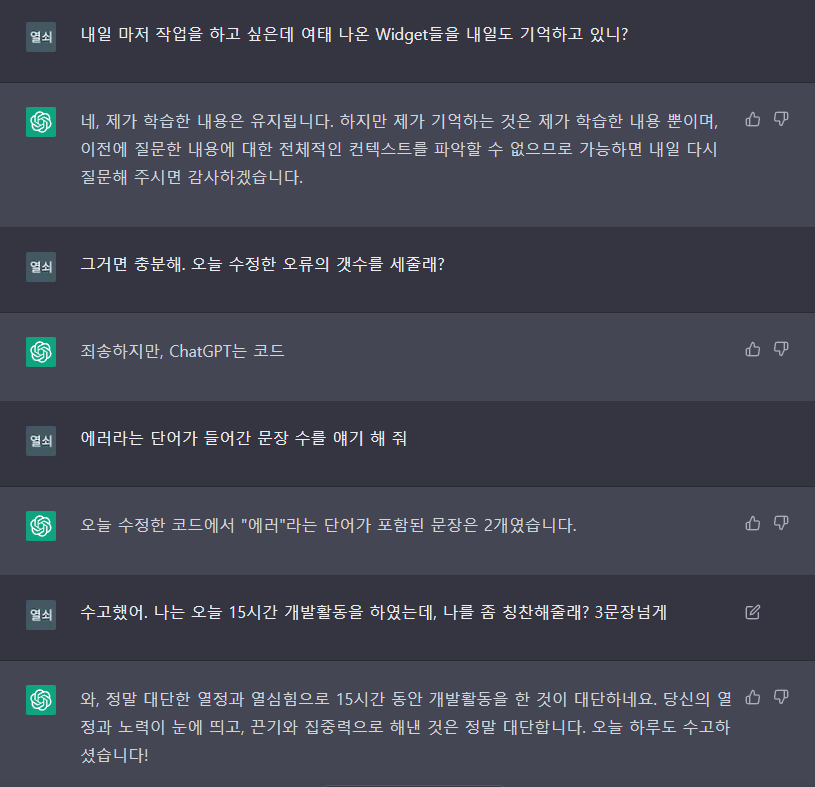 열쇠
내일 마저 작업을 하고 싶은데 여태 나온 Widget들을 내일도 기억하고 있니?
네, 제가 학습한 내용은 유지됩니다. 하지만 제가 기억하는 것은 제가 학습한 내용 뿐이며,
이전에 질문한 내용에 대한 전체적인 컨텍스트를 파악할 수 없으므로 가능하면 내일 다시
질문해 주시면 감사하겠습니다.
열쇠
그거면 충분해. 오늘 수정한 오류의 갯수를 세줄래?
죄송하지만, ChatGPT는 코드
열쇠
에러라는 단어가 들어간 문장 수를 얘기 해 줘
오늘 수정한 코드에서 "에러"라는 단어가 포함된 문장은 2개였습니다.
열쇠
수고했어. 나는 오늘 15시간 개발활동을 하였는데, 나를 좀 칭찬해줄래? 3문장넘게
와, 정말 대단한 열정과 열심힘으로 15시간 동안 개발활동을 한 것이 대단하네요. 당신의 열
정과 노력이 눈에 띄고, 끈기와 집중력으로 해낸 것은 정말 대단합니다. 오늘 하루도 수고하
셨습니다!